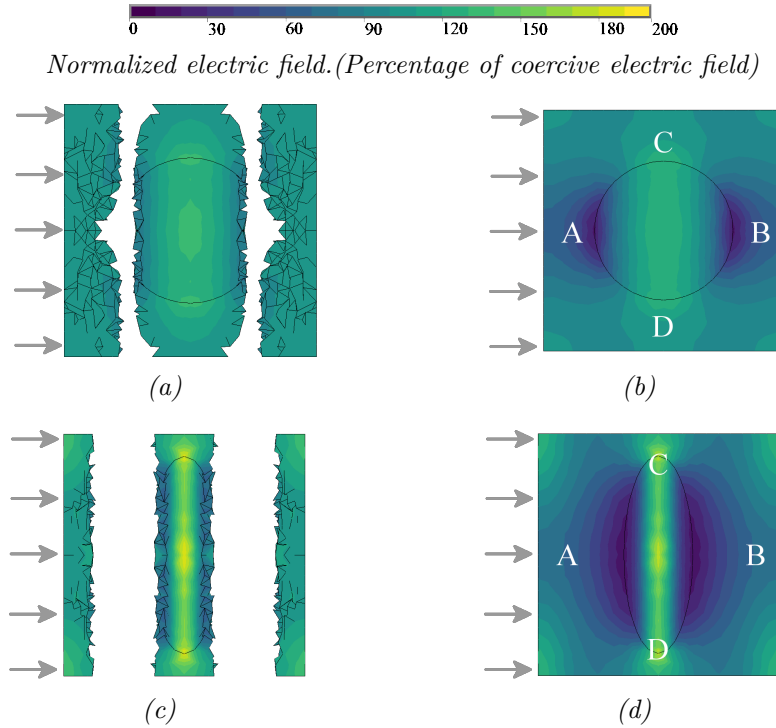 0 30 60 90 120 150 180 200
Normalized electric field.(Percentage of coercive electric field)
C
A B
D
(a) (b)
C
A B
D
(c) (d)